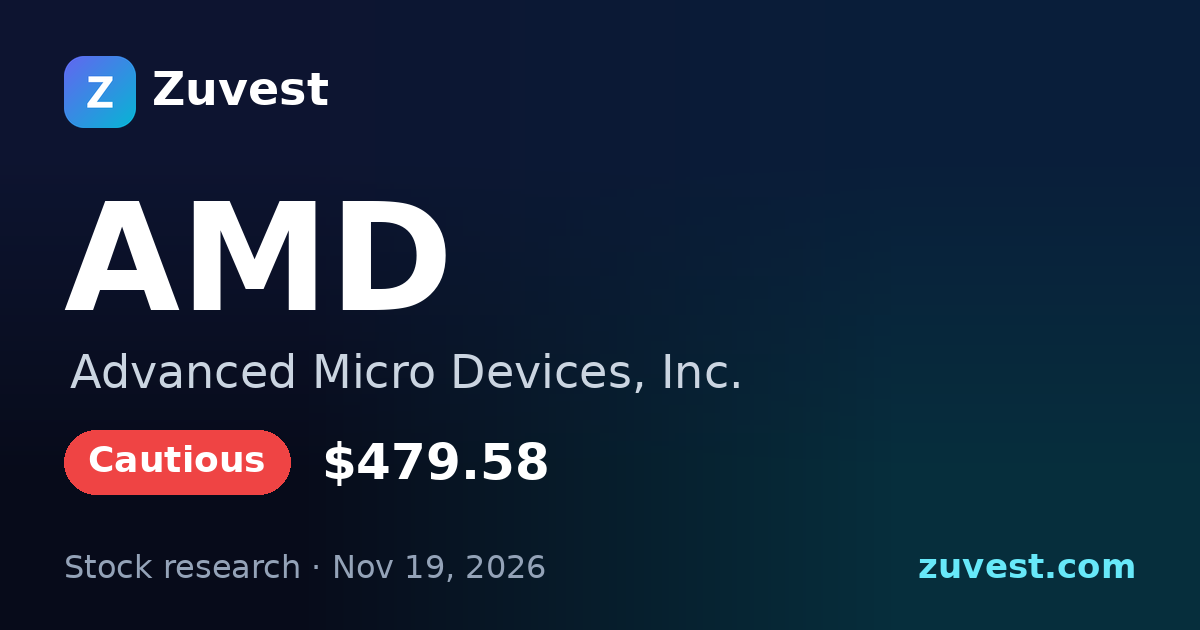 Z Zuvest
AMD
Advanced Micro Devices, Inc.
Cautious $479.58
Stock research · Nov 19, 2026 zuvest.com